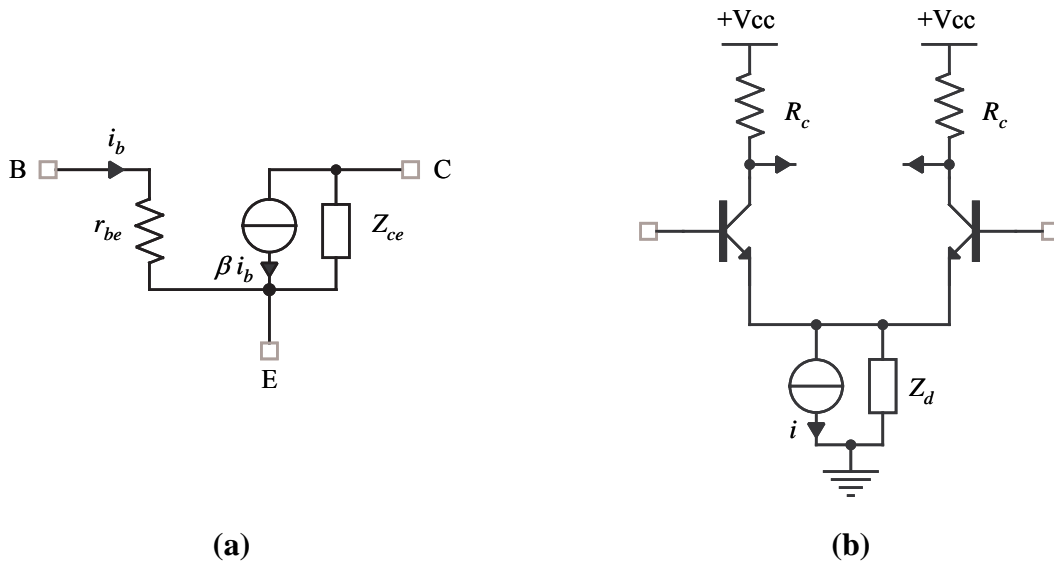 +Vcc +Vcc
R_c R_c
i_b
B C
r_be Z_ce
β i_b
E
Z_d
i
(a) (b)